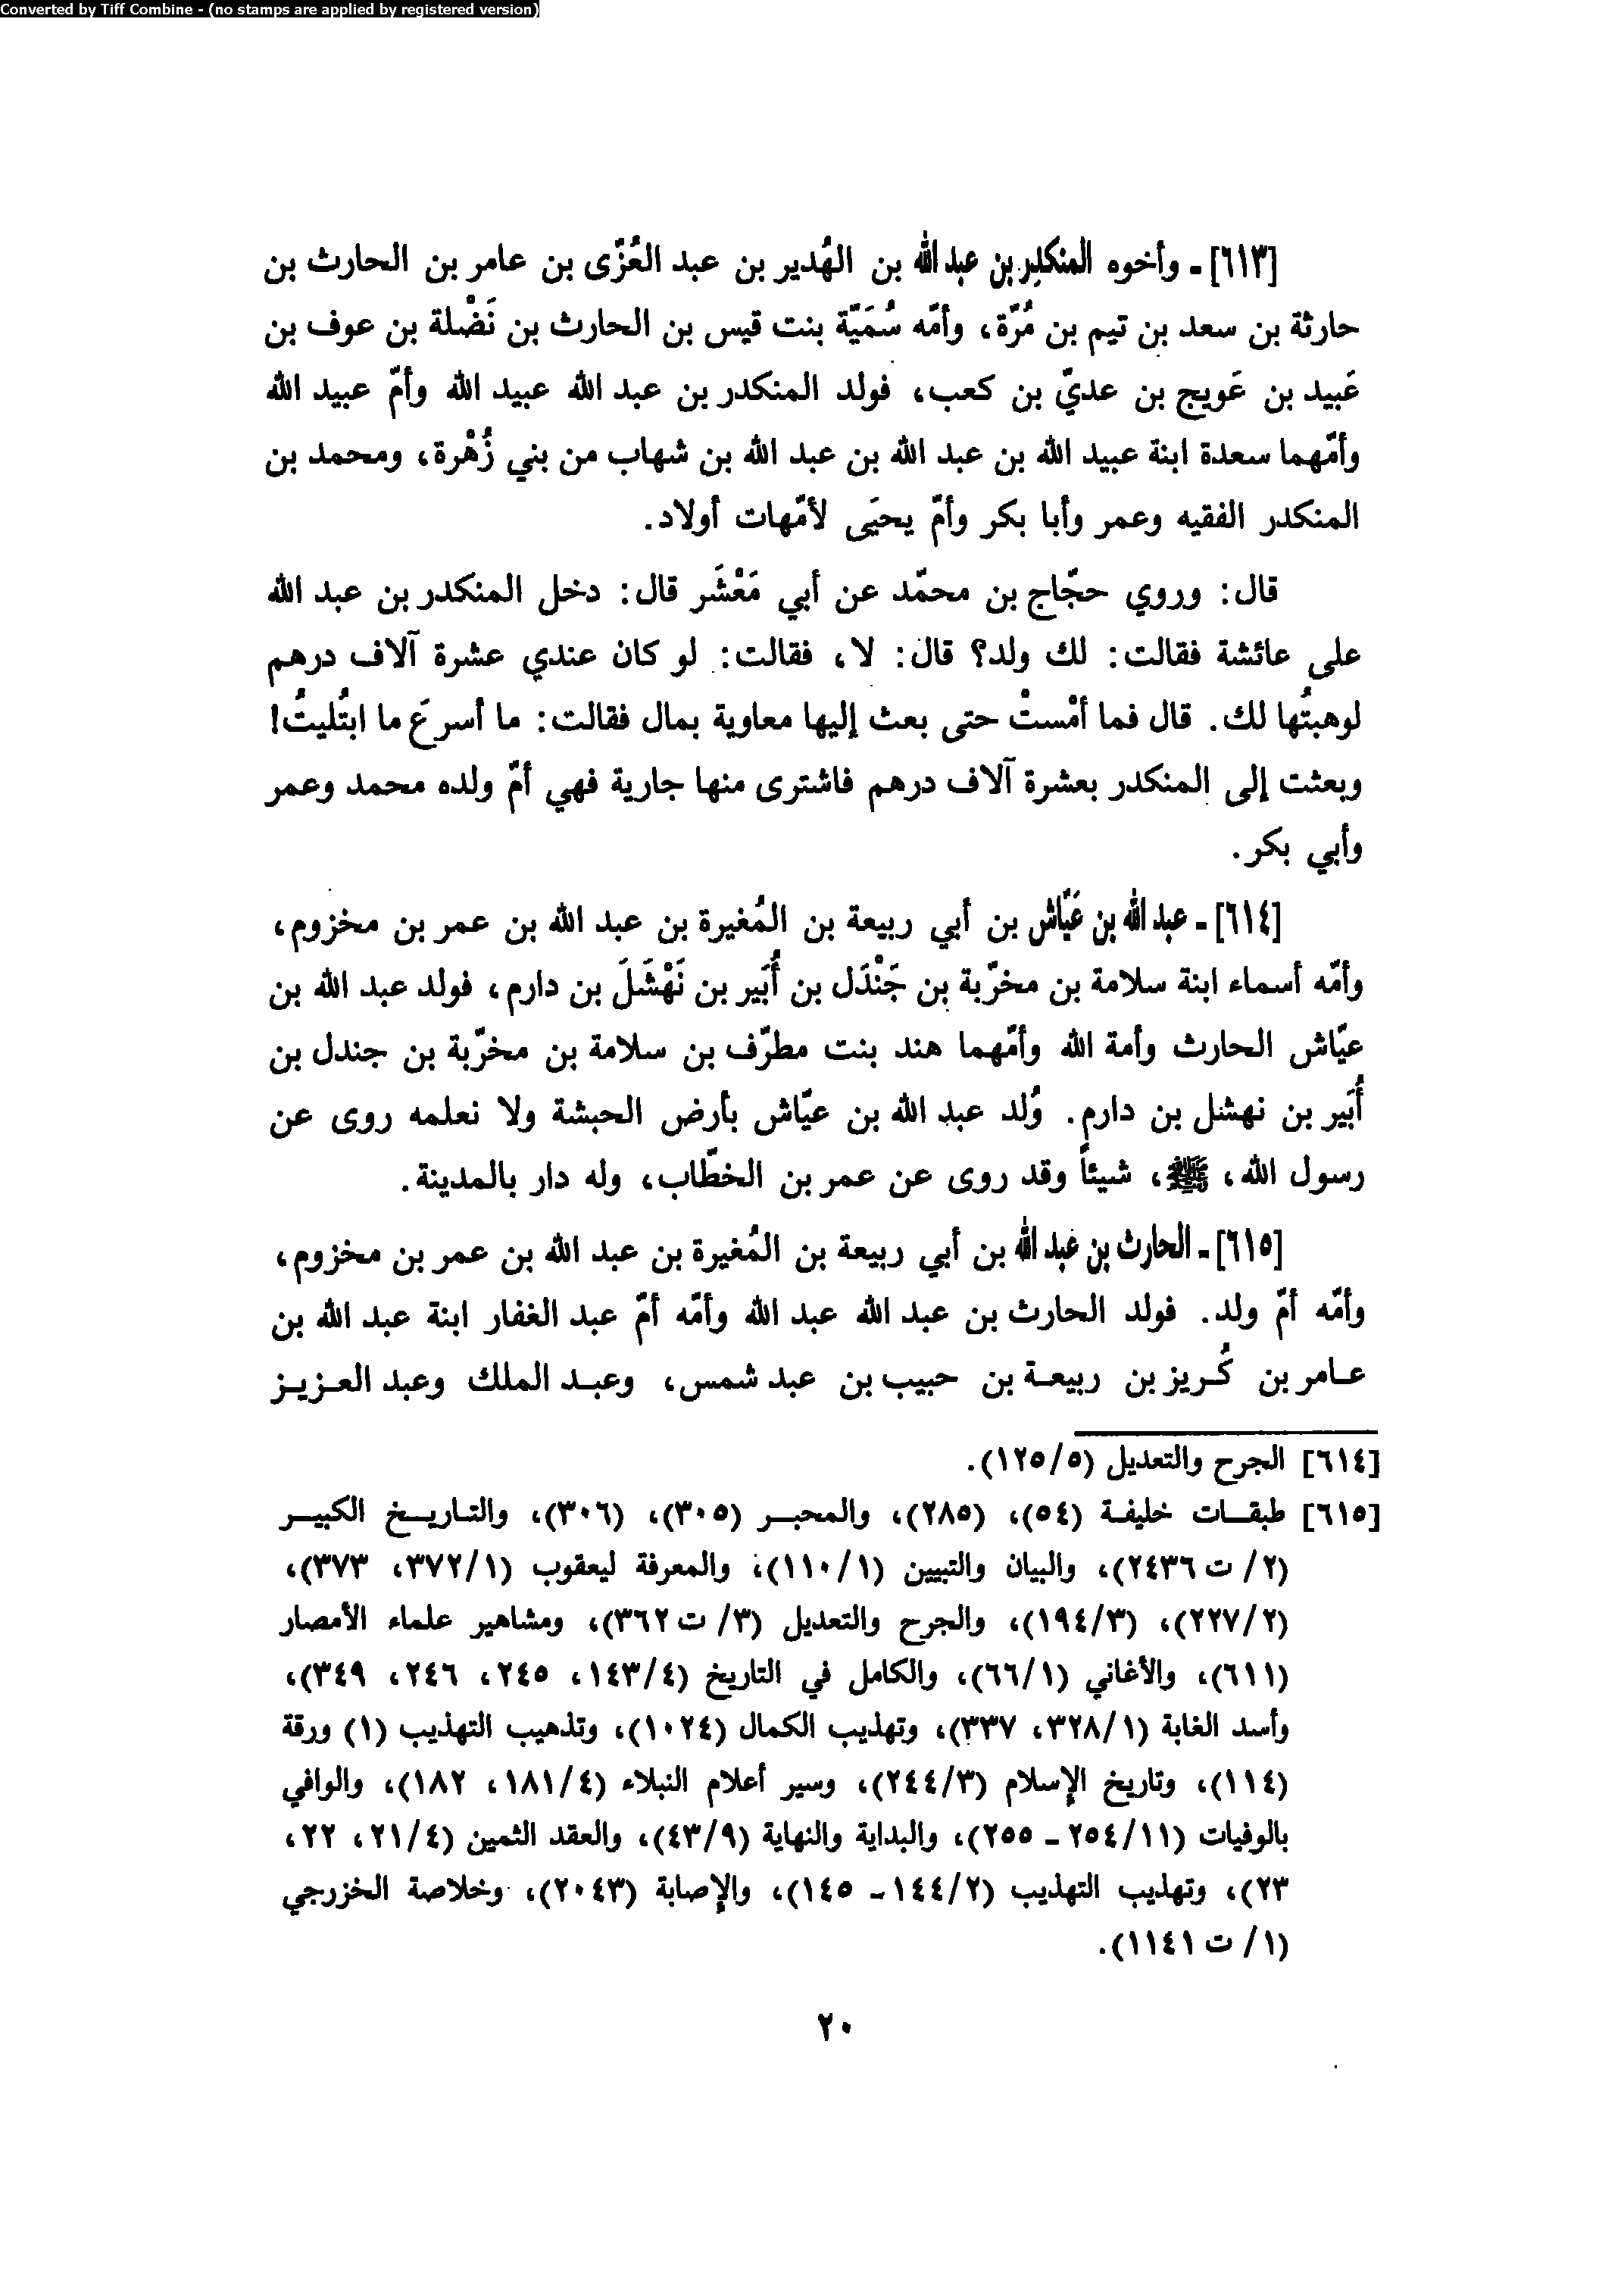 Converted by Tiff Combine - (no stamps are applied by registered version)
[٦١٣] - وأخوه المنكدر بن عبد الله بن الهُدير بن عبد العُزّى بن عامر بن الحارث بن
حارثة بن سعد بن تيم بن مُرّة، وأمّه سُمَيّة بنت قيس بن الحارث بن نَضْلة بن عوف بن
عَبيد بن عَويج بن عديّ بن كعب، فولد المنكدر بن عبد الله عبيد الله وأمّ عبيد الله
وأمّهما سعدة ابنة عبيد الله بن عبد الله بن عبد الله بن شهاب من بني زُهْرة، ومحمد بن
المنكدر الفقيه وعمر وأبا بكر وأمّ يحيَى لأمّهات أولاد.
قال: وروي حجّاج بن محمّد عن أبي مَعْشَر قال: دخل المنكدر بن عبد الله
على عائشة فقالت: لك ولد؟ قال: لا، فقالت: لو كان عندي عشرة آلاف درهم
لوهبتُها لك. قال فما أمْستْ حتى بعث إليها معاوية بمال فقالت: ما أسرعَ ما ابتُليتُ!
وبعثت إلى المنكدر بعشرة آلاف درهم فاشترى منها جارية فهي أمّ ولده محمد وعمر
وأبي بكر.
[٦١٤] - عبد الله بن عَيّاش بن أبي ربيعة بن المُغيرة بن عبد الله بن عمر بن مخزوم،
وأمّه أسماء ابنة سلامة بن مخرّبة بن جَنْدَل بن أُبَير بن نَهْشَلَ بن دارم، فولد عبد الله بن
عيّاش الحارث وأمة الله وأمّهما هند بنت مطرّف بن سلامة بن مخرّبة بن جندل بن
أُبَير بن نهشل بن دارم. وُلد عبد الله بن عيّاش بأرض الحبشة ولا نعلمه روى عن
رسول الله، ﷺ، شيئاً وقد روى عن عمر بن الخطّاب، وله دار بالمدينة.
[٦١٥] - الحارث بن عبد الله بن أبي ربيعة بن المُغيرة بن عبد الله بن عمر بن مخزوم،
وأمّه أمّ ولد. فولد الحارث بن عبد الله عبد الله وأمّه أمّ عبد الغفار ابنة عبد الله بن
عامر بن كُريز بن ربيعة بن حبيب بن عبد شمس، وعبد الملك وعبد العزيز
[٦١٤] الجرح والتعديل (١٢٥/٥).
[٦١٥] طبقات خليفة (٥٤)، (٢٨٥)، والمحبر (٣٠٥)، (٣٠٦)، والتاريخ الكبير
(٢/ ت ٢٤٣٦)، والبيان والتبيين (١١٠/١)، والمعرفة ليعقوب (٣٧٢/١، ٣٧٣)،
(٢٢٧/٢)، (١٩٤/٣)، والجرح والتعديل (٣/ ت ٣٦٢)، ومشاهير علماء الأمصار
(٦١١)، والأغاني (٦٦/١)، والكامل في التاريخ (١٤٣/٤، ٢٤٥، ٢٤٦، ٣٤٩)،
وأسد الغابة (٣٢٨/١، ٣٣٧)، وتهذيب الكمال (١٠٢٤)، وتذهيب التهذيب (١) ورقة
(١١٤)، وتاريخ الإسلام (٢٤٤/٣)، وسير أعلام النبلاء (١٨١/٤، ١٨٢)، والوافي
بالوفيات (٢٥٤/١١ - ٢٥٥)، والبداية والنهاية (٤٣/٩)، والعقد الثمين (٢١/٤، ٢٢،
٢٣)، وتهذيب التهذيب (١٤٤/٢ - ١٤٥)، والإصابة (٢٠٤٣)، وخلاصة الخزرجي
(١/ ت ١١٤١).
٢٠